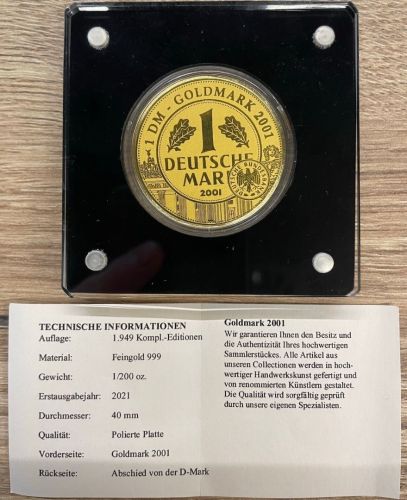 1 DM - GOLDMARK 2001
1
DEUTSCHE
MARK
2001
TECHNISCHE INFORMATIONEN
Auflage: 1.949 Kompl.-Editionen
Material: Feingold 999
Gewicht: 1/200 oz.
Erstausgabejahr: 2021
Durchmesser: 40 mm
Qualität: Polierte Platte
Vorderseite: Goldmark 2001
Rückseite: Abschied von der D-Mark
Goldmark 2001
Wir garantieren Ihnen den Besitz und
die Authentizität Ihres hochwertigen
Sammlerstückes. Alle Artikel aus
unseren Collectionen werden in hoch-
wertiger Handwerkskunst gefertigt und
von renommierten Künstlern gestaltet.
Die Qualität wird sorgfältig geprüft
durch unsere eigenen Spezialisten.